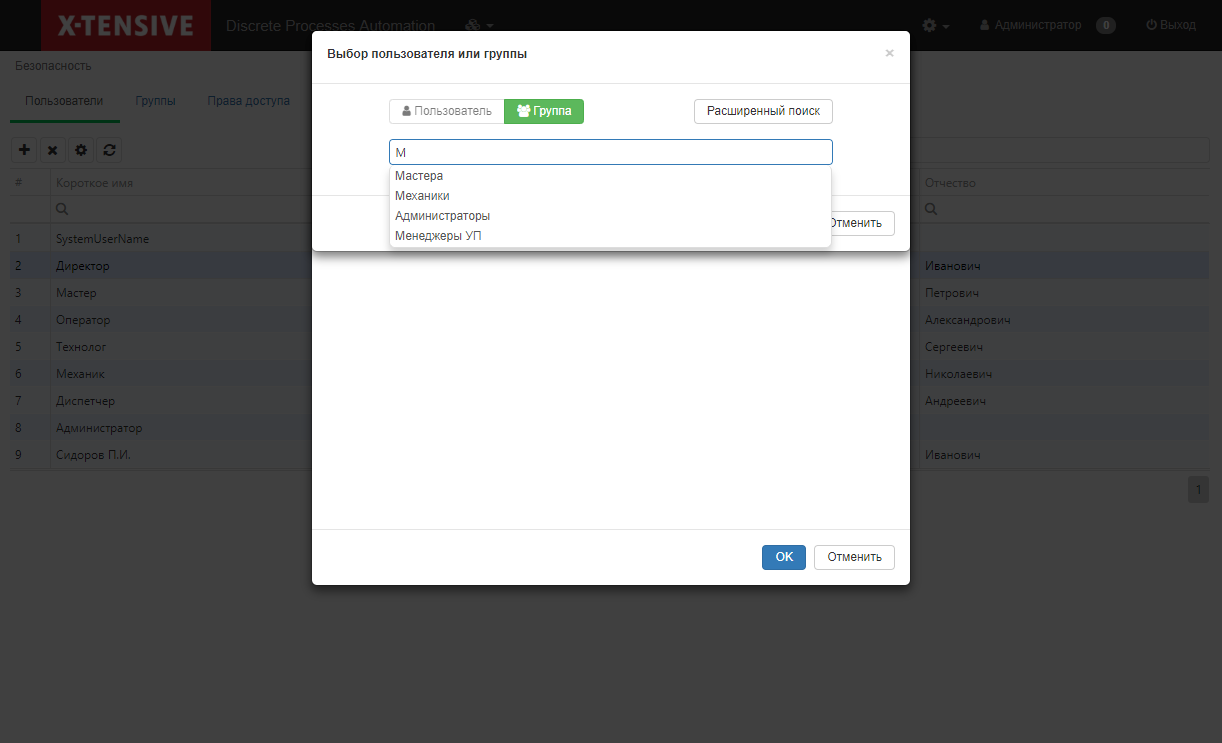 X-TENSIVE
Discrete Processes Automation
Администратор 0 Выход
Безопасность
Пользователи Группы Права доступа
Выбор пользователя или группы ×
Пользователь Группа Расширенный поиск
М
Мастера
Механики
Администраторы
Менеджеры УП
Отменить
# Короткое имя Отчество
1 SystemUserName
2 Директор Иванович
3 Мастер Петрович
4 Оператор Александрович
5 Технолог Сергеевич
6 Механик Николаевич
7 Диспетчер Андреевич
8 Администратор
9 Сидоров П.И. Иванович
1
OK Отменить